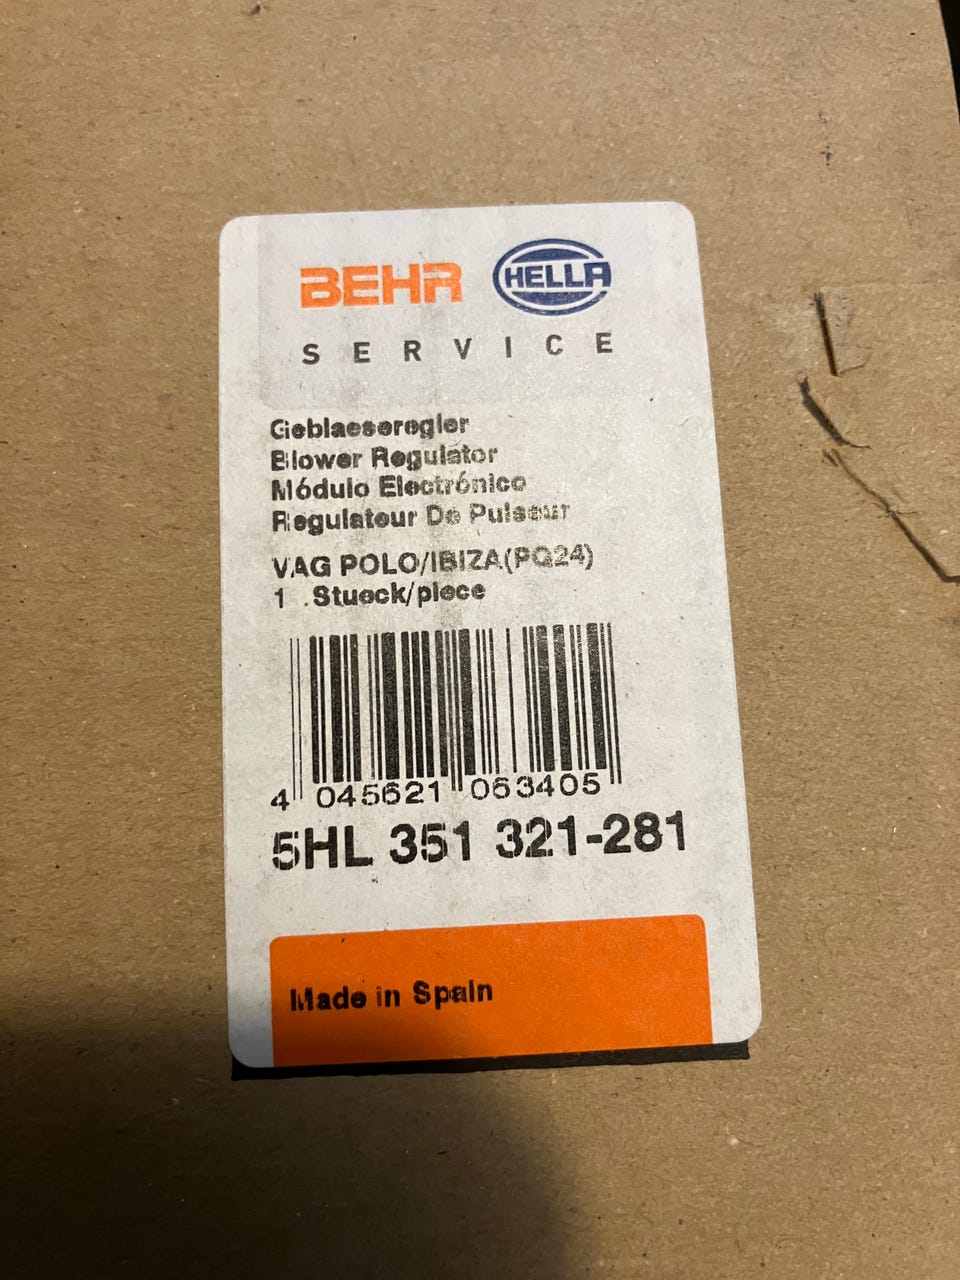 BEHR HELLA
SERVICE
Geblaeseregler
Blower Regulator
Módulo Electrónico
Regulateur De Pulseur
VAG POLO/IBIZA(PQ24)
1 Stueck/piece
4 045621 063405
5HL 351 321-281
Made in Spain